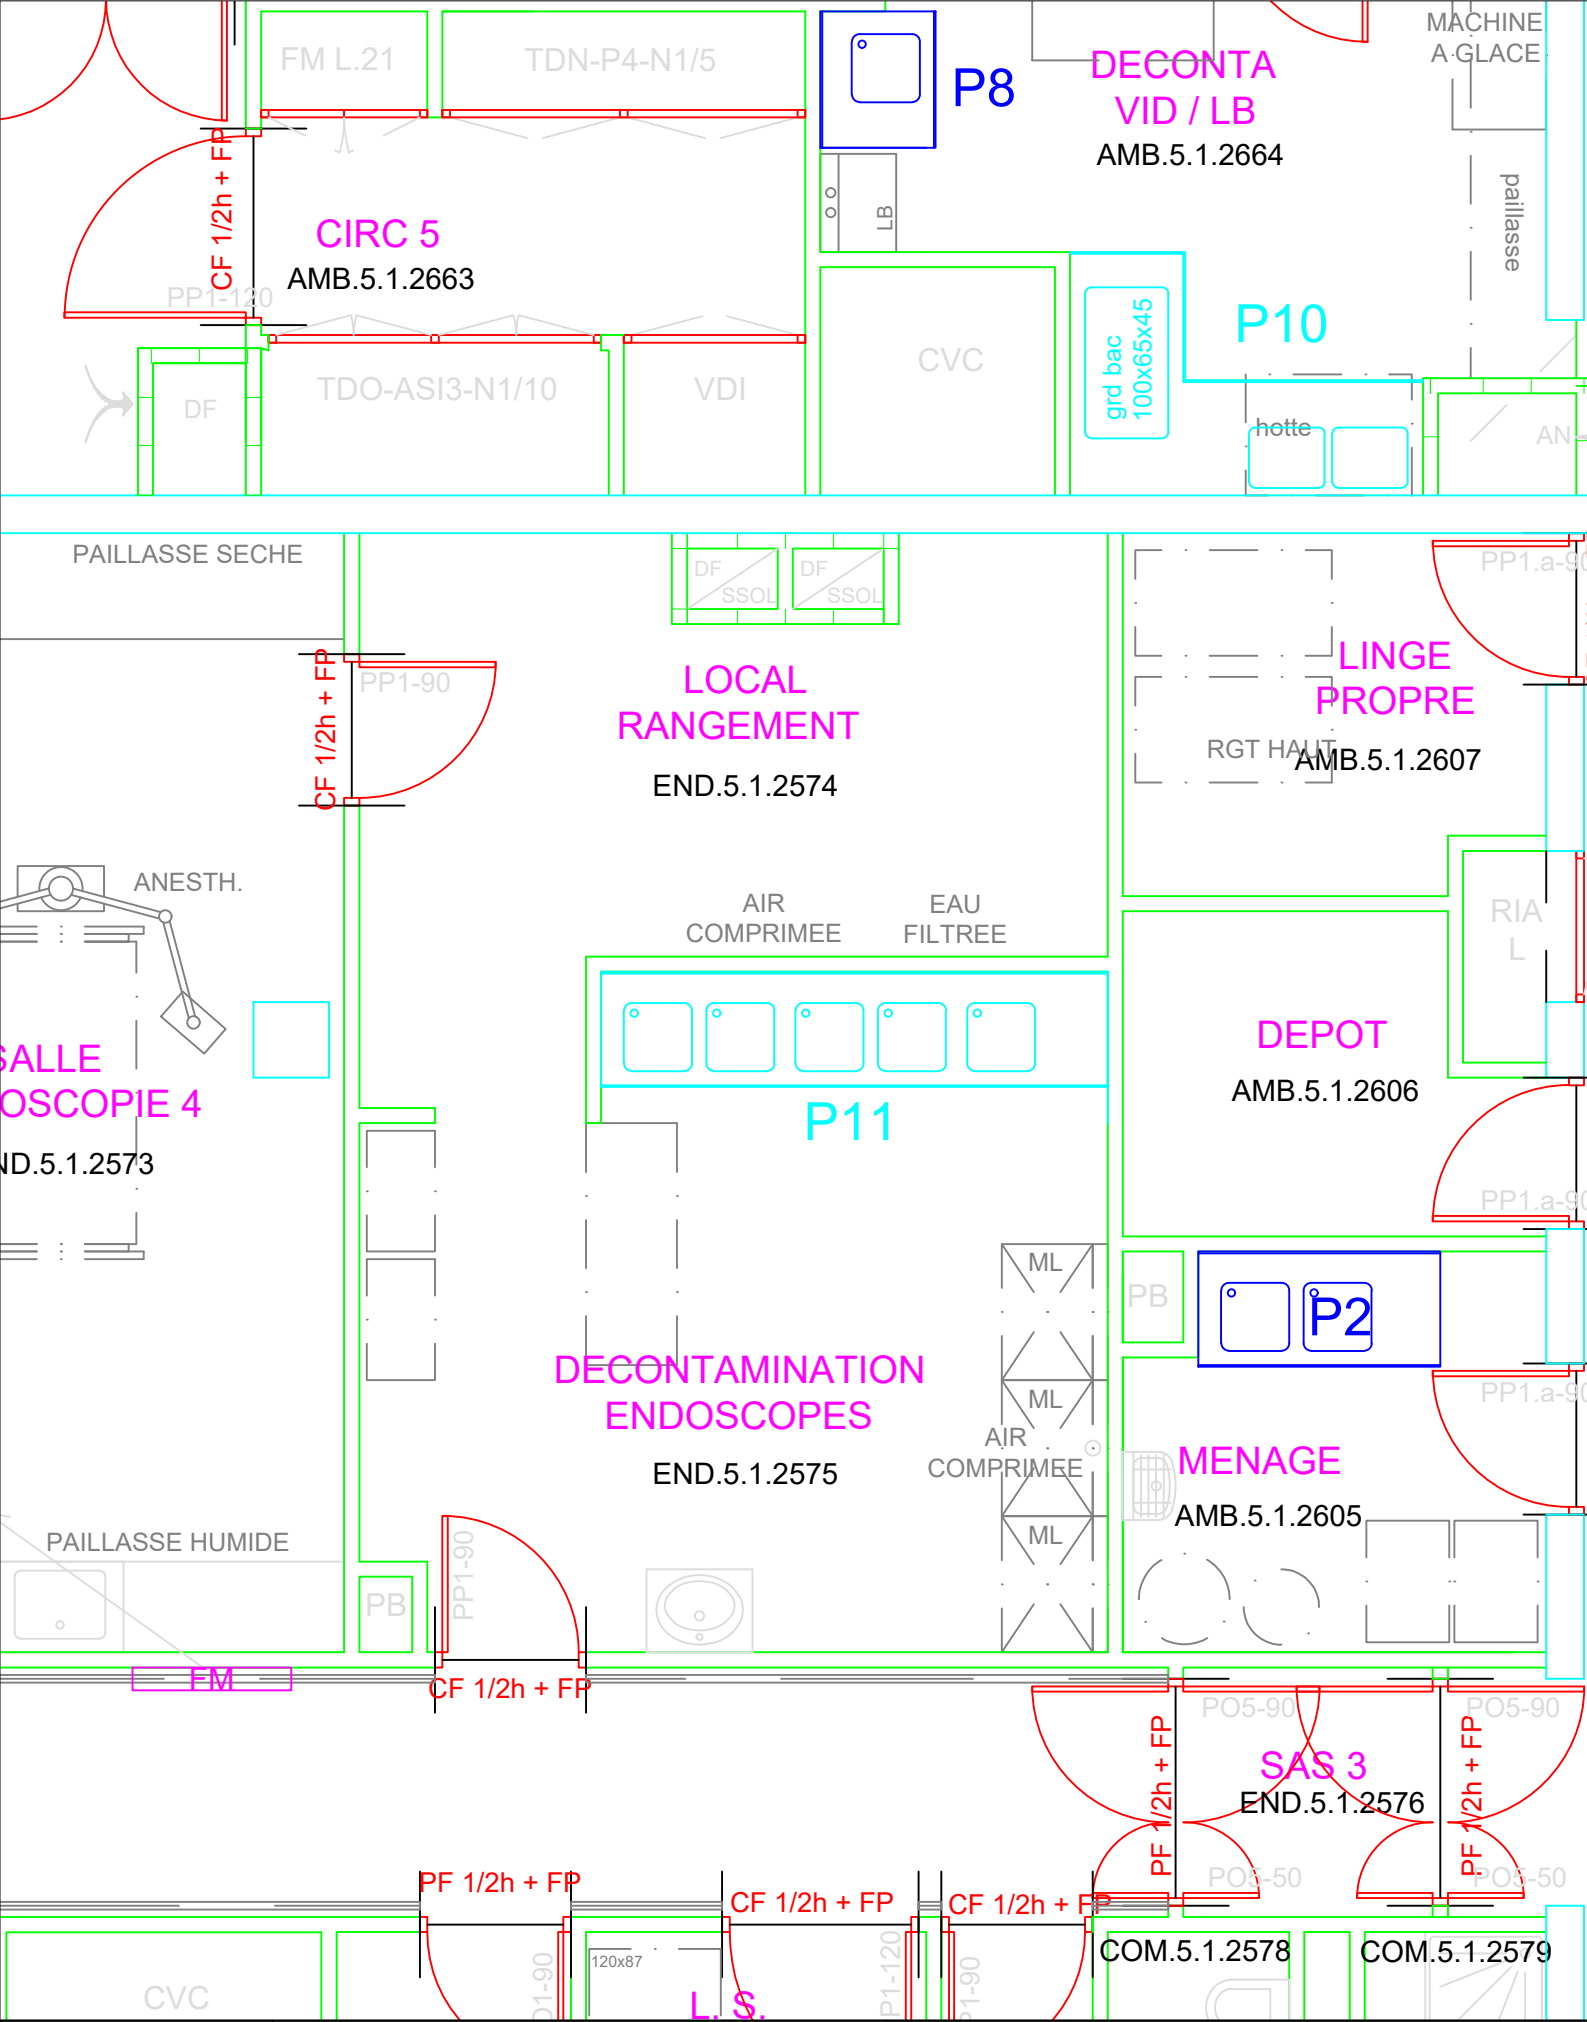 FM L.21
TDN-P4-N1/5
P8
DECONTA
VID / LB
AMB.5.1.2664
MACHINE
A GLACE
CF 1/2h + FP
PP1-120
CIRC 5
AMB.5.1.2663
LB
paillasse
DF
TDO-ASI3-N1/10
VDI
CVC
grd bac
100x65x45
P10
hotte
AN
PAILLASSE SECHE
DF
SSOL
DF
SSOL
PP1.a-90
CF 1/2h + FP
PP1-90
LOCAL
RANGEMENT
END.5.1.2574
LINGE
PROPRE
RGT HAUT
AMB.5.1.2607
ANESTH.
AIR
COMPRIMEE
EAU
FILTREE
RIA
L
SALLE
OSCOPIE 4
ND.5.1.2573
P11
DEPOT
AMB.5.1.2606
PP1.a-90
ML
PB
P2
DECONTAMINATION
ENDOSCOPES
END.5.1.2575
ML
AIR
COMPRIMEE
PP1.a-90
MENAGE
AMB.5.1.2605
PAILLASSE HUMIDE
PB
PP1-90
ML
FM
CF 1/2h + FP
PO5-90
PO5-90
PF 1/2h + FP
SAS 3
END.5.1.2576
PF 1/2h + FP
PO5-50
PO5-50
PF 1/2h + FP
CF 1/2h + FP
CF 1/2h + FP
COM.5.1.2578
COM.5.1.2579
CVC
D1-90
120x87
L. S.
P1-120
P1-90